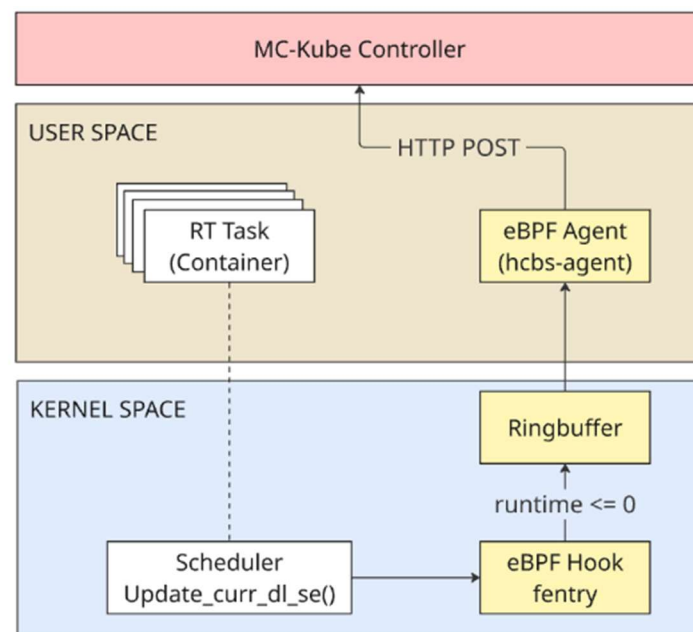 MC-Kube Controller
USER SPACE
HTTP POST
RT Task
(Container)
eBPF Agent
(hcbs-agent)
KERNEL SPACE
Ringbuffer
runtime <= 0
Scheduler
Update_curr_dl_se()
eBPF Hook
fentry